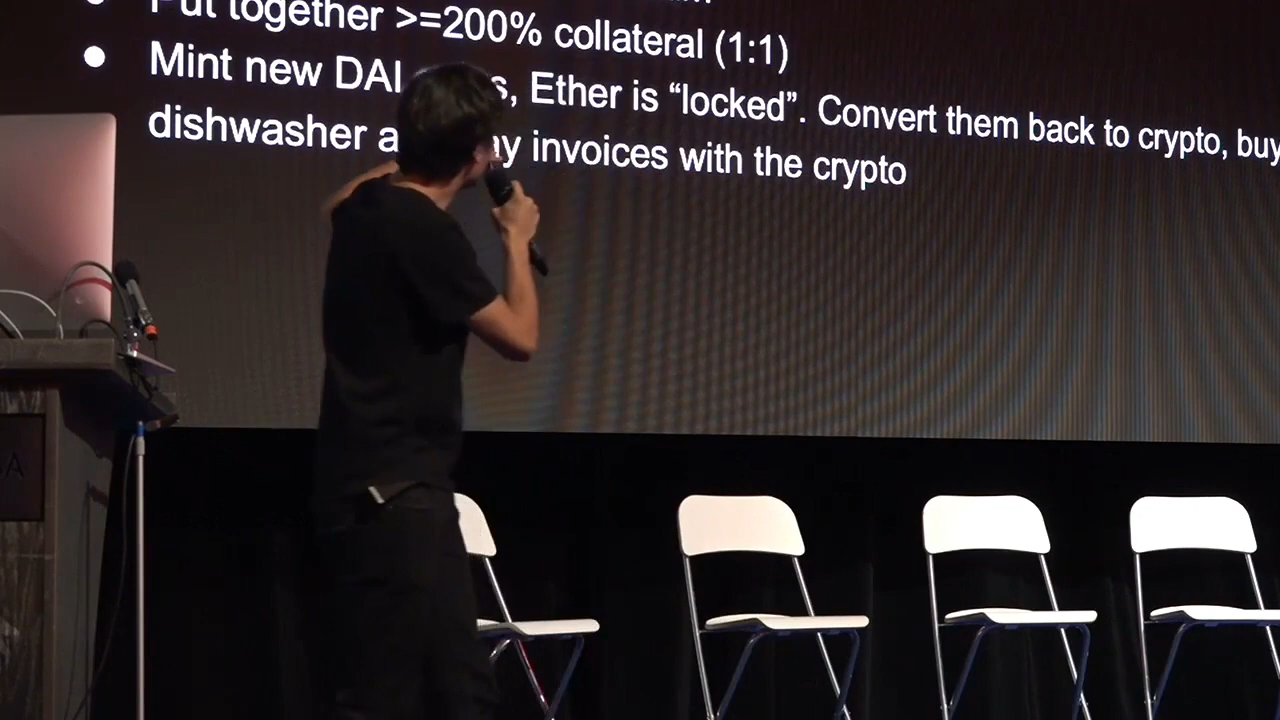 Put together >=200% collateral (1:1)
Mint new DAI s, Ether is “locked”. Convert them back to crypto, buy
dishwasher a ay invoices with the crypto